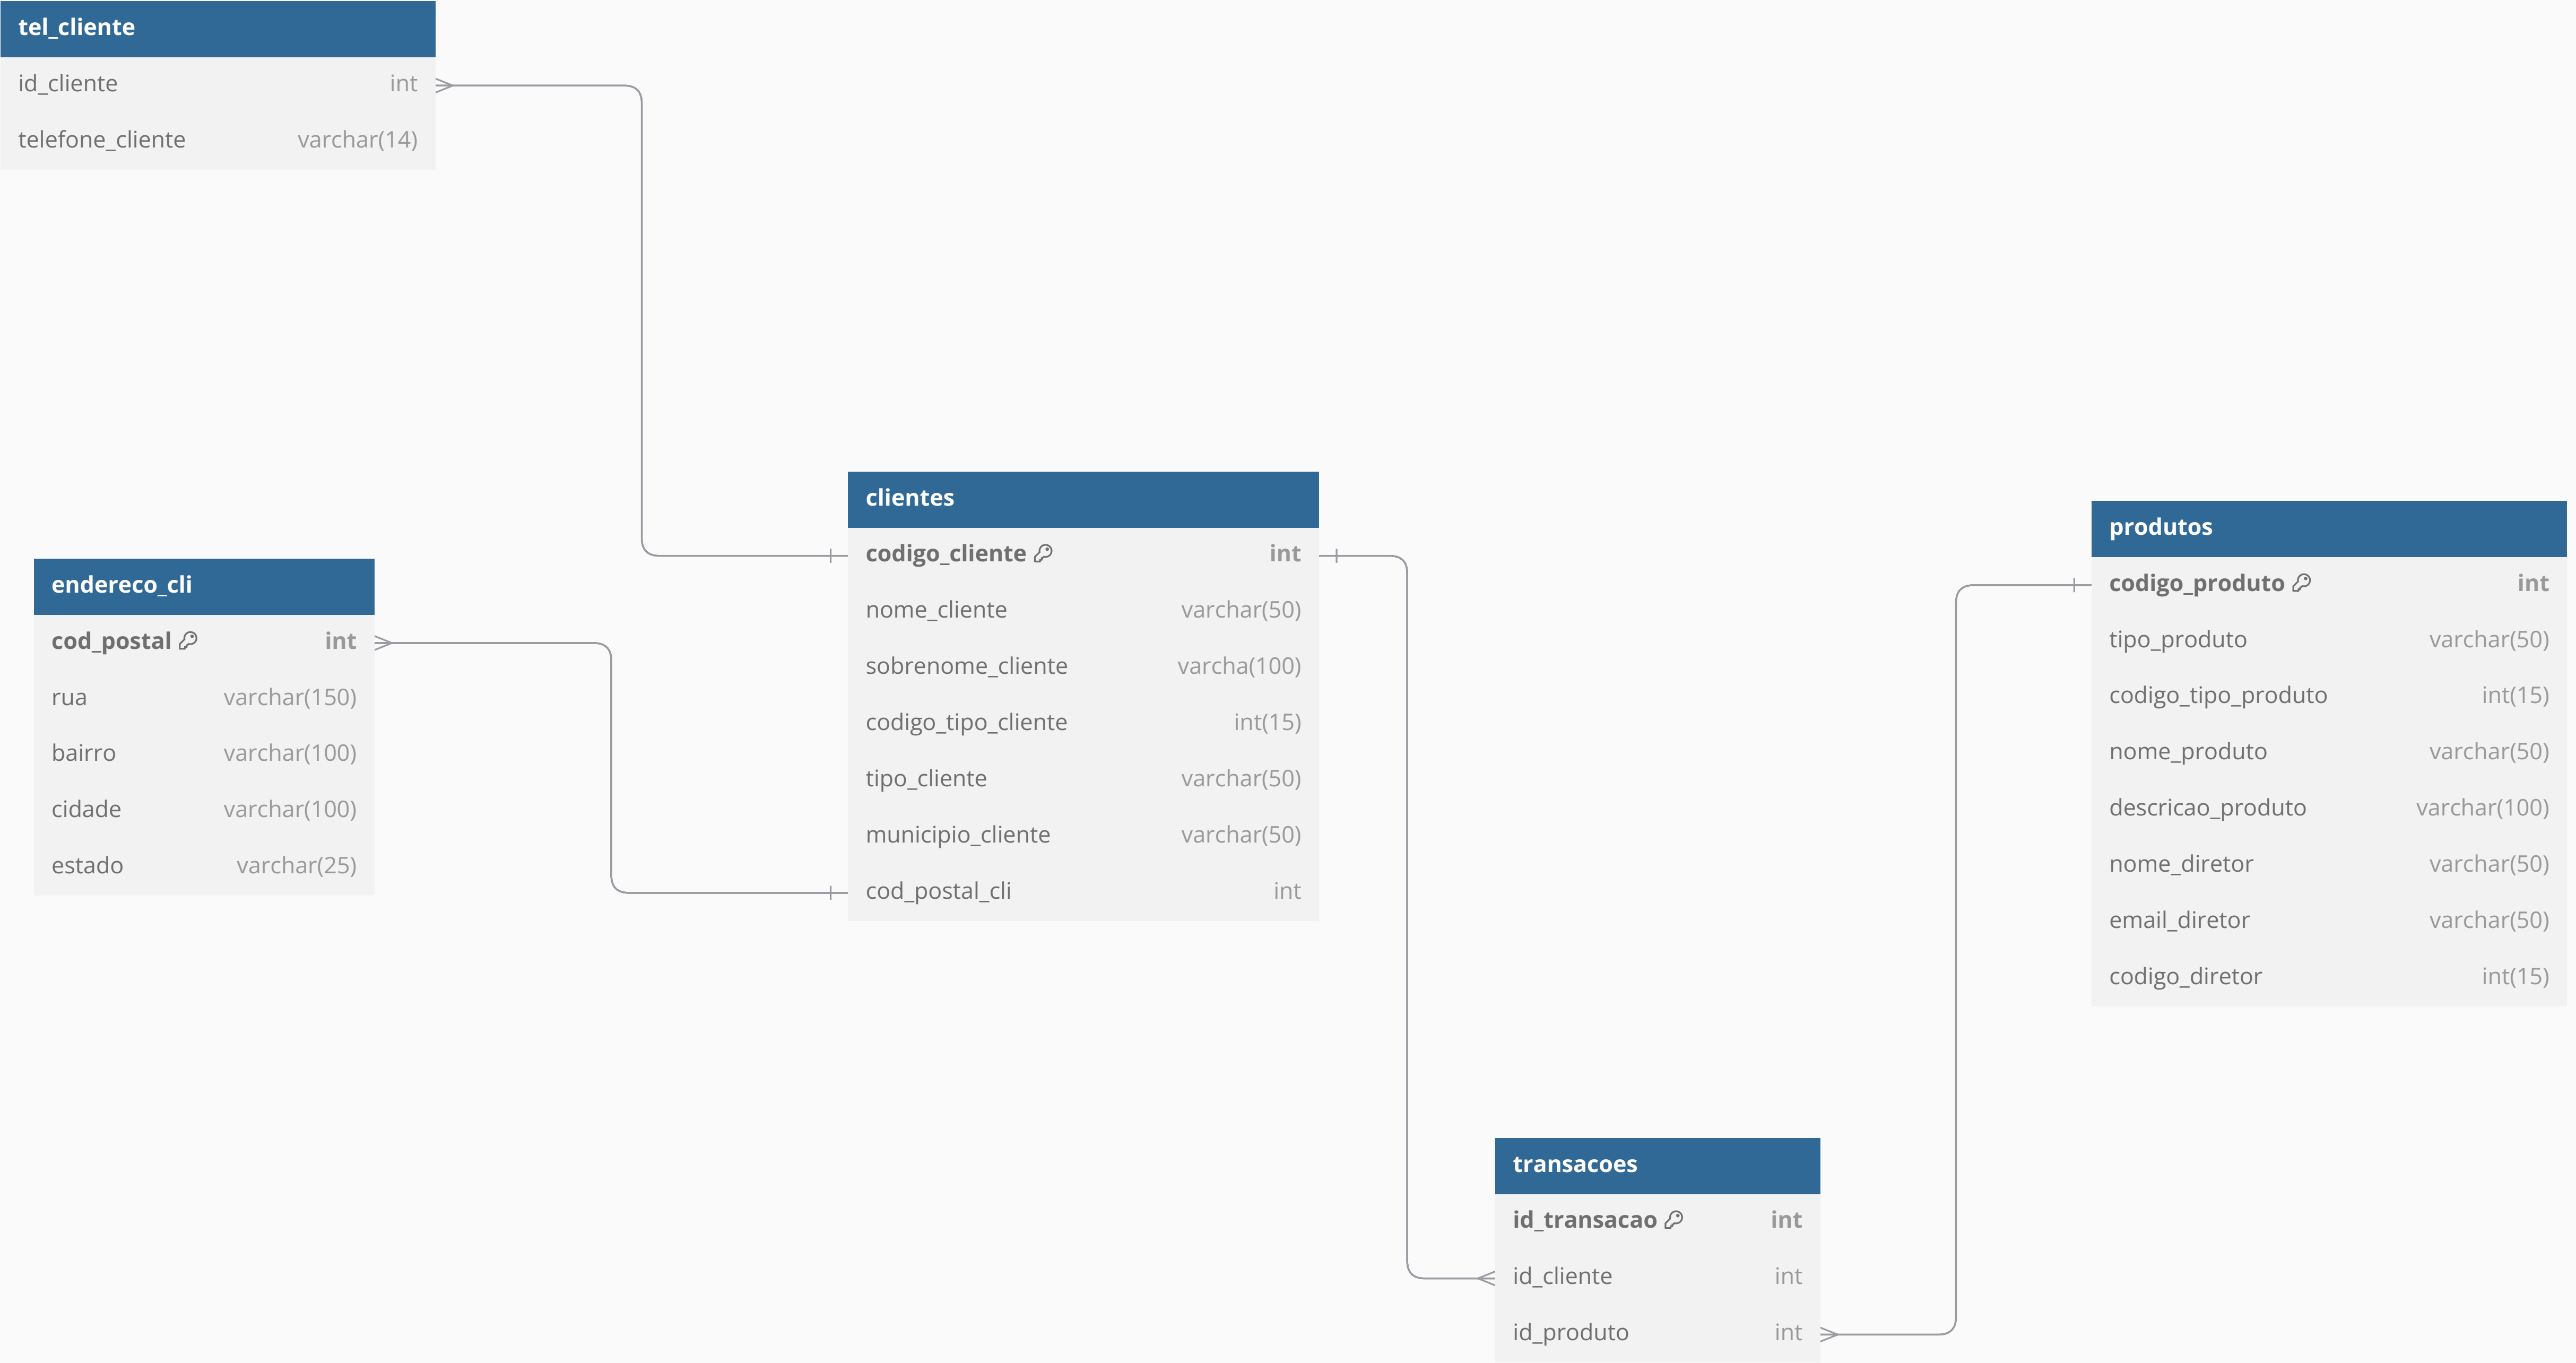 tel_cliente
id_cliente int
telefone_cliente varchar(14)
endereco_cli
cod_postal int
rua varchar(150)
bairro varchar(100)
cidade varchar(100)
estado varchar(25)
clientes
codigo_cliente int
nome_cliente varchar(50)
sobrenome_cliente varcha(100)
codigo_tipo_cliente int(15)
tipo_cliente varchar(50)
municipio_cliente varchar(50)
cod_postal_cli int
transacoes
id_transacao int
id_cliente int
id_produto int
produtos
codigo_produto int
tipo_produto varchar(50)
codigo_tipo_produto int(15)
nome_produto varchar(50)
descricao_produto varchar(100)
nome_diretor varchar(50)
email_diretor varchar(50)
codigo_diretor int(15)